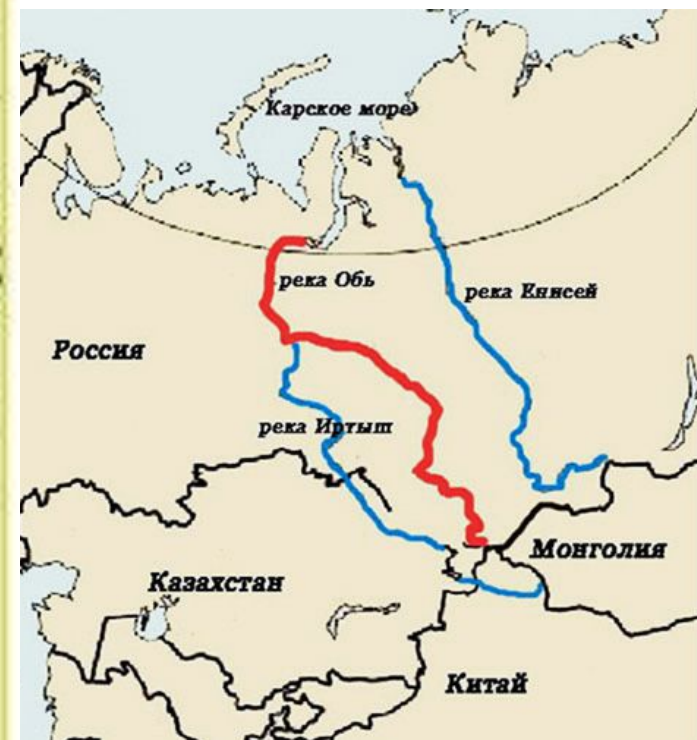 Карское море
река Обь
река Енисей
Россия
река Иртыш
Монголия
Казахстан
Китай